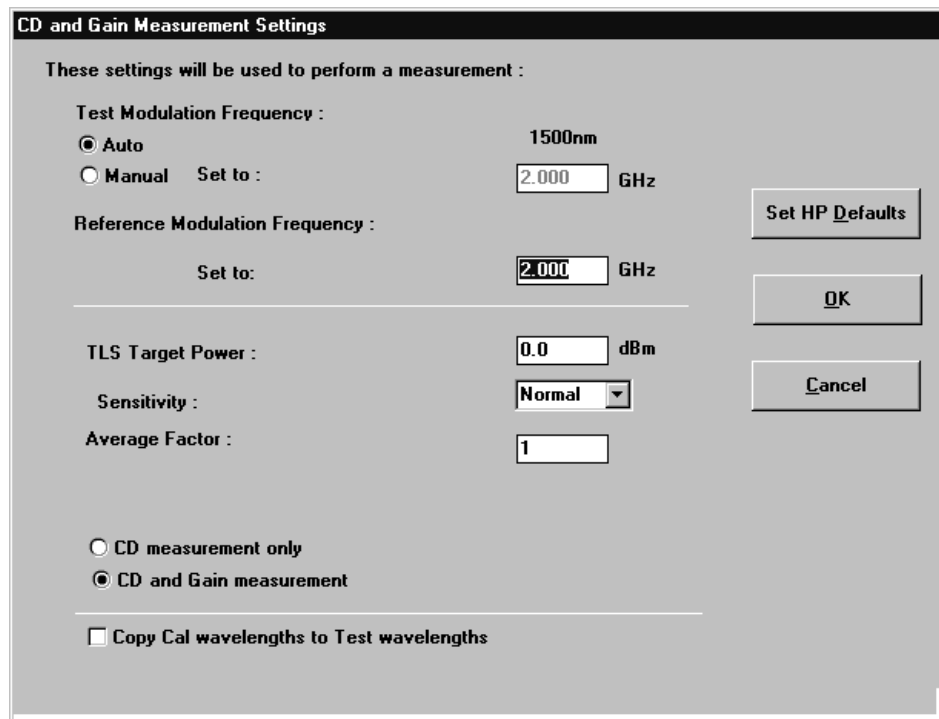 CD and Gain Measurement Settings
These settings will be used to perform a measurement :
Test Modulation Frequency :
Auto
1500nm
Manual Set to : 2.000 GHz
Reference Modulation Frequency :
Set HP Defaults
Set to: 2.000 GHz
OK
TLS Target Power : 0.0 dBm
Cancel
Sensitivity : Normal
Average Factor : 1
CD measurement only
CD and Gain measurement
Copy Cal wavelengths to Test wavelengths